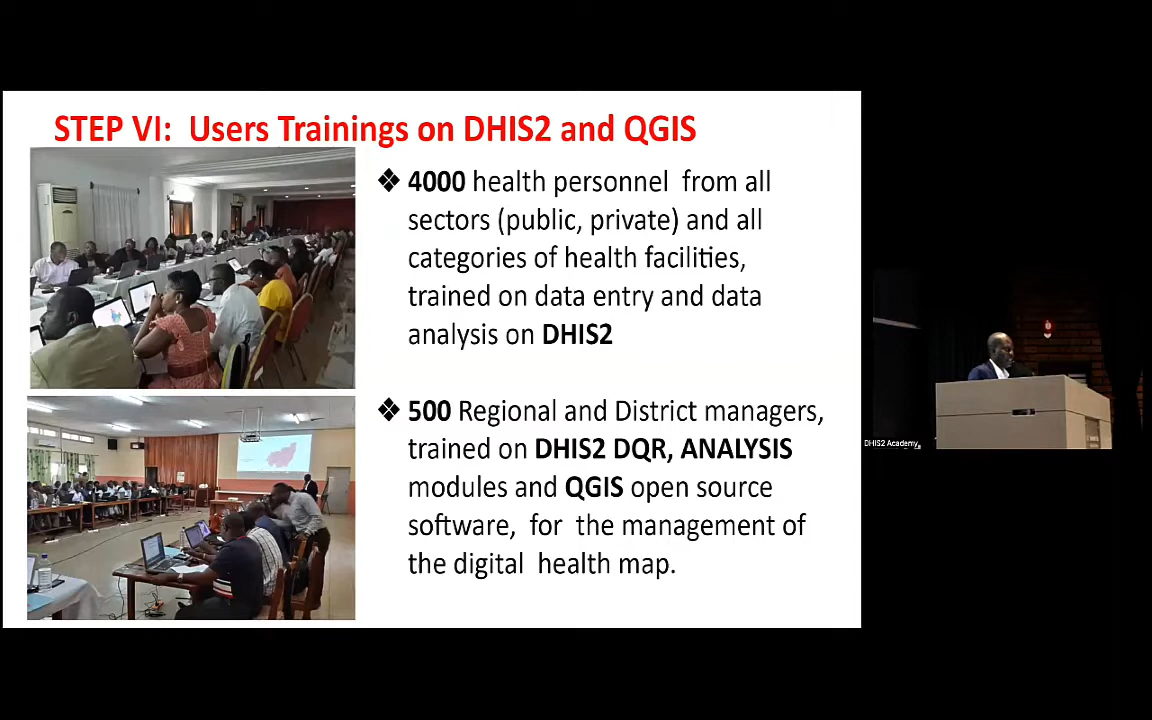 STEP VI: Users Trainings on DHIS2 and QGIS
❖ 4000 health personnel from all
sectors (public, private) and all
categories of health facilities,
trained on data entry and data
analysis on DHIS2
❖ 500 Regional and District managers,
trained on DHIS2 DQR, ANALYSIS
modules and QGIS open source
software, for the management of
the digital health map.
DHIS2 Academy